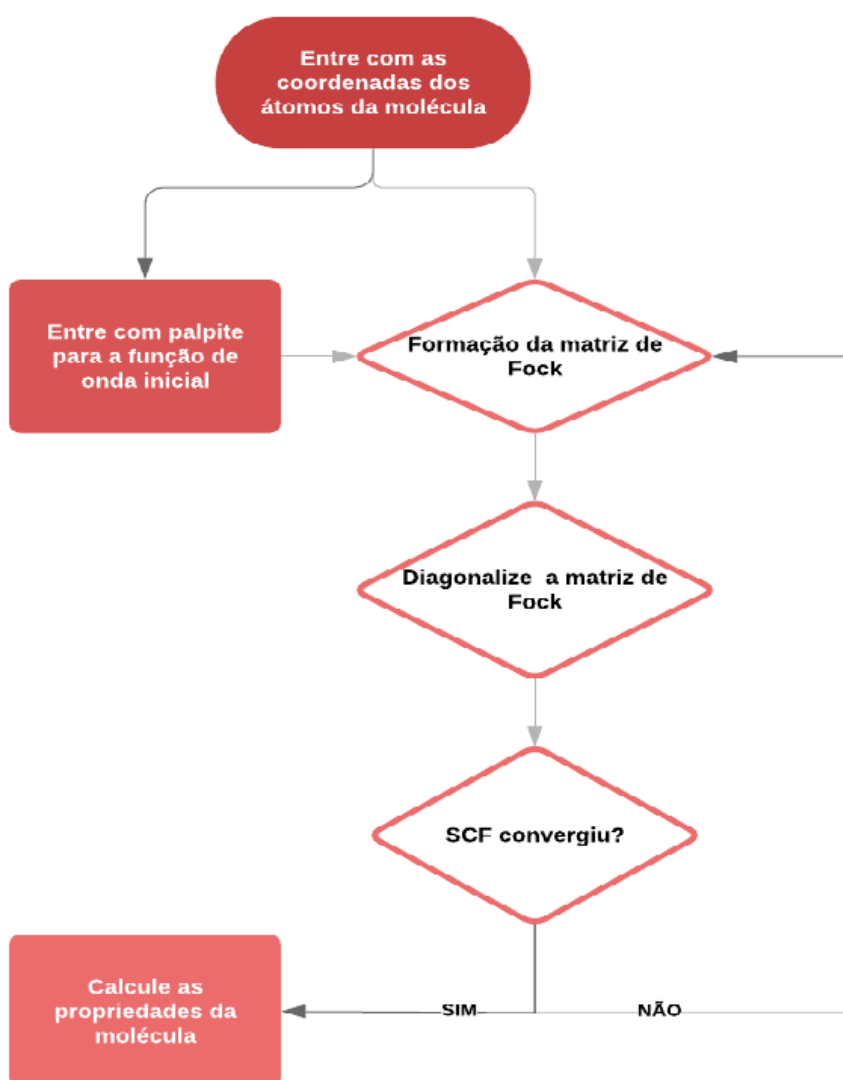 Entre com as
coordenadas dos
átomos da molécula
Entre com palpite
para a função de
onda inicial
Formação da matriz de
Fock
Diagonalize a matriz de
Fock
SCF convergiu?
Calcule as
propriedades da
molécula
SIM
NÃO